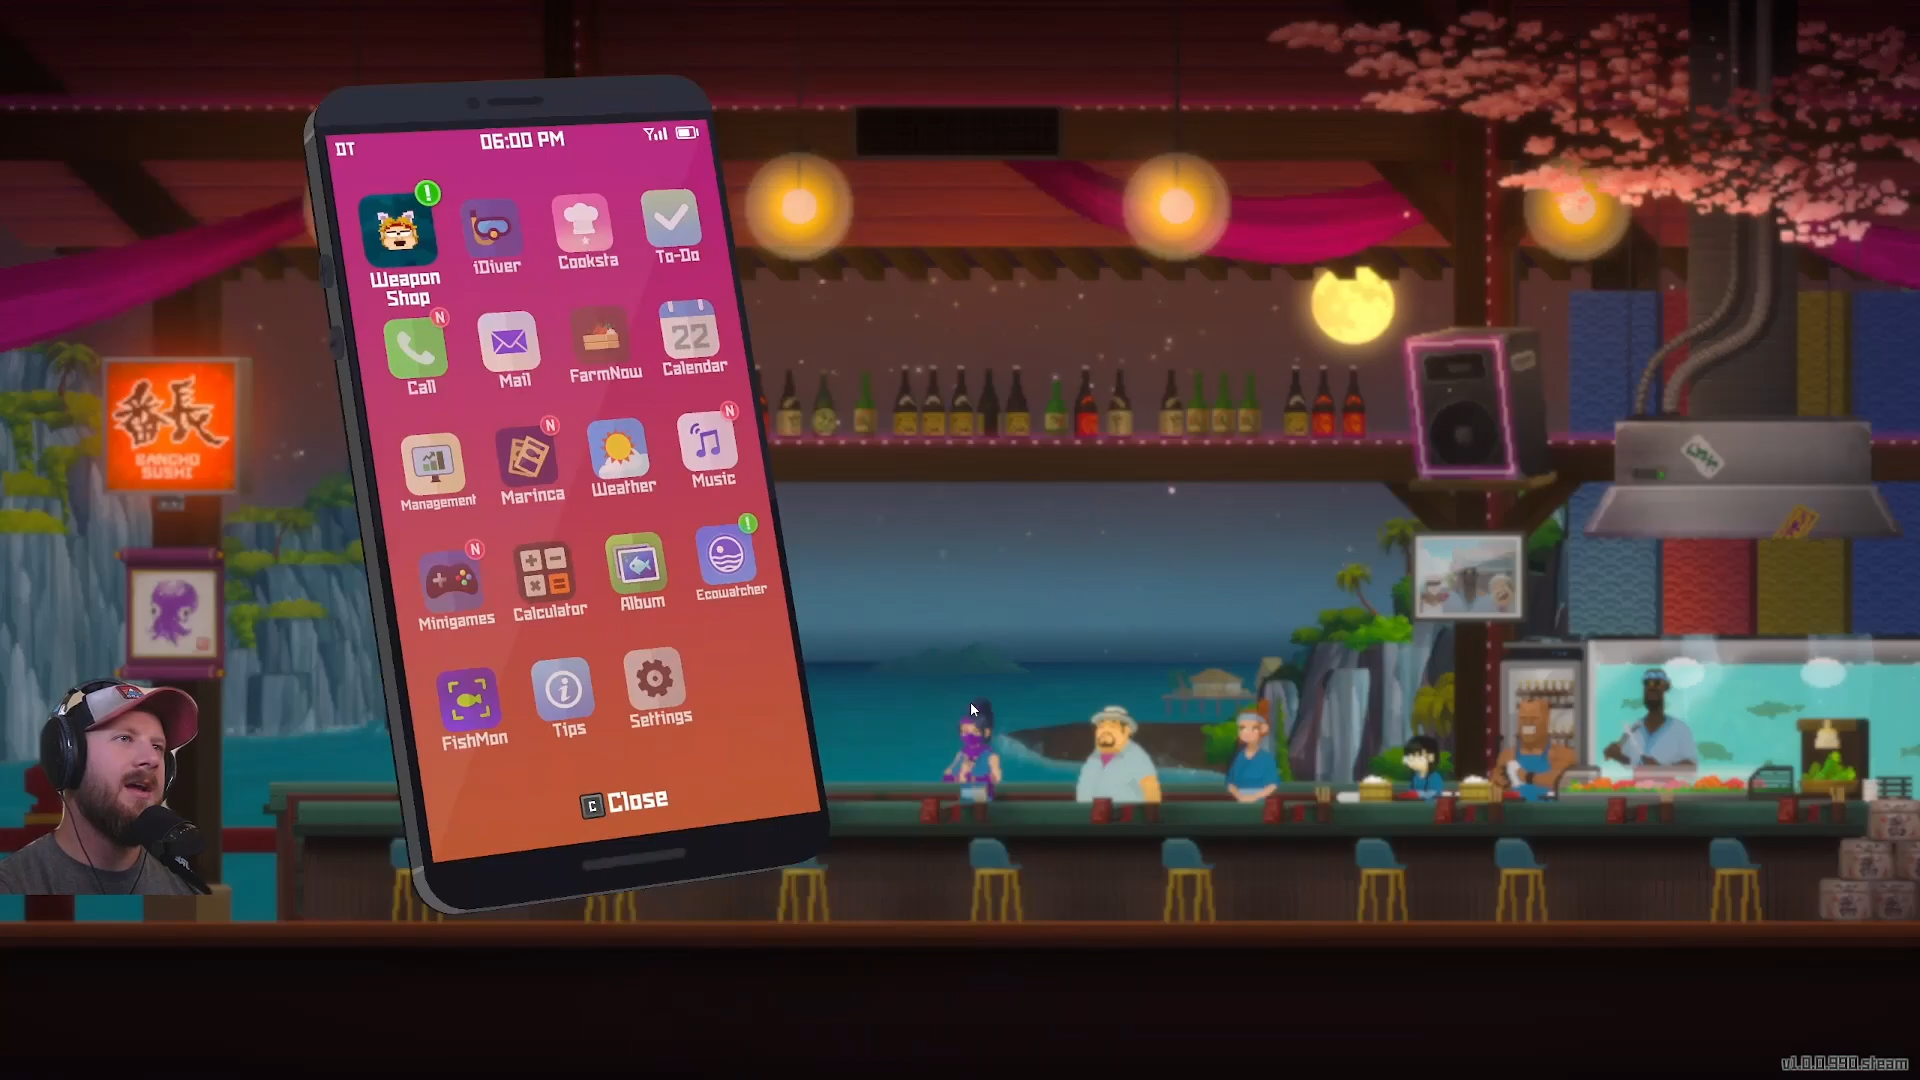 DT
06:00 PM
!
Weapon
Shop
iDiver
Cooksta
To-Do
N
Call
Mail
FarmNow
22
Calendar
Management
N
Marinca
Weather
N
Music
N
Minigames
Calculator
Album
!
Ecowatcher
FishMon
Tips
Settings
C Close
番長
BANCHO
SUSHI
v1.0.0.990.steam